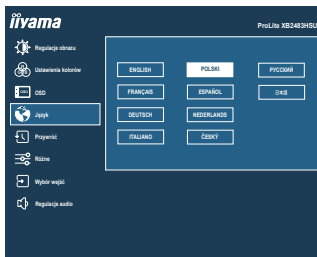 iiyama
ProLite XB2483HSU
Regulacje obrazu
Ustawienia kolorów
OSD
Język
Przywróć
Różne
Wybór wejść
Regulacje audio
ENGLISH POLSKI РУССКИЙ
FRANÇAIS ESPAÑOL 日本語
DEUTSCH NEDERLANDS
ITALIANO ČESKÝ